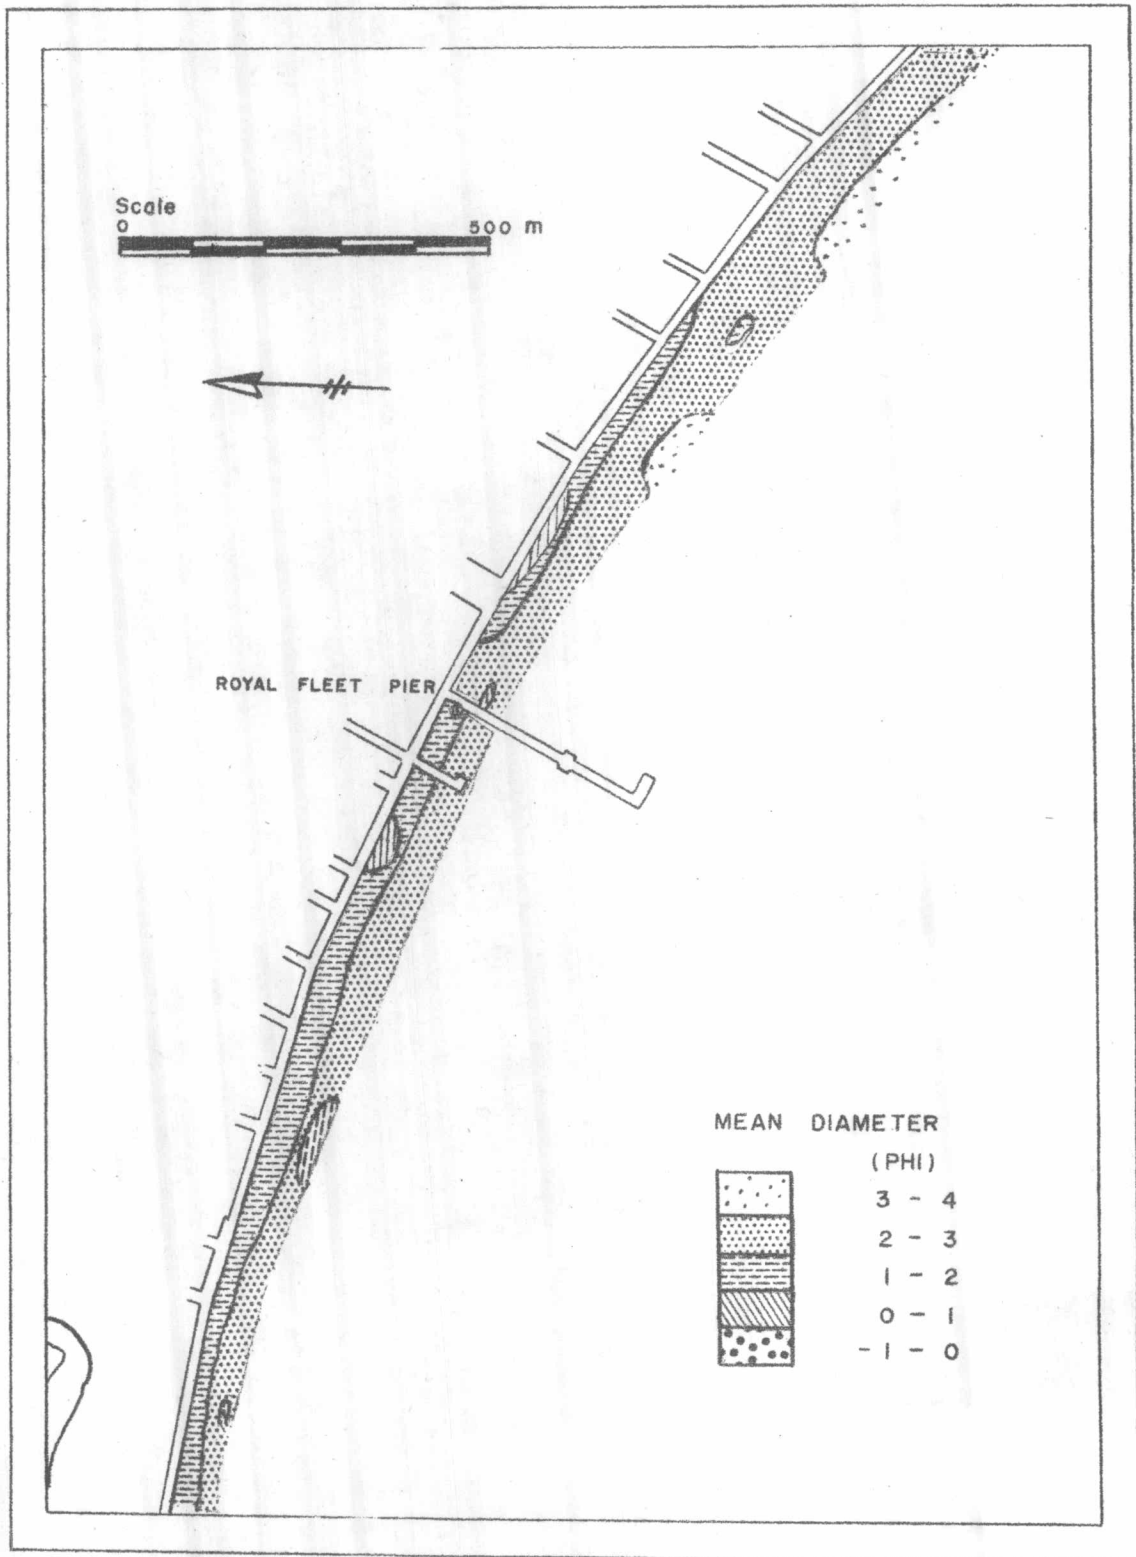 Scale
0 500 m
ROYAL FLEET PIER
MEAN DIAMETER
(PHI)
3 - 4
2 - 3
1 - 2
0 - 1
-1 - 0